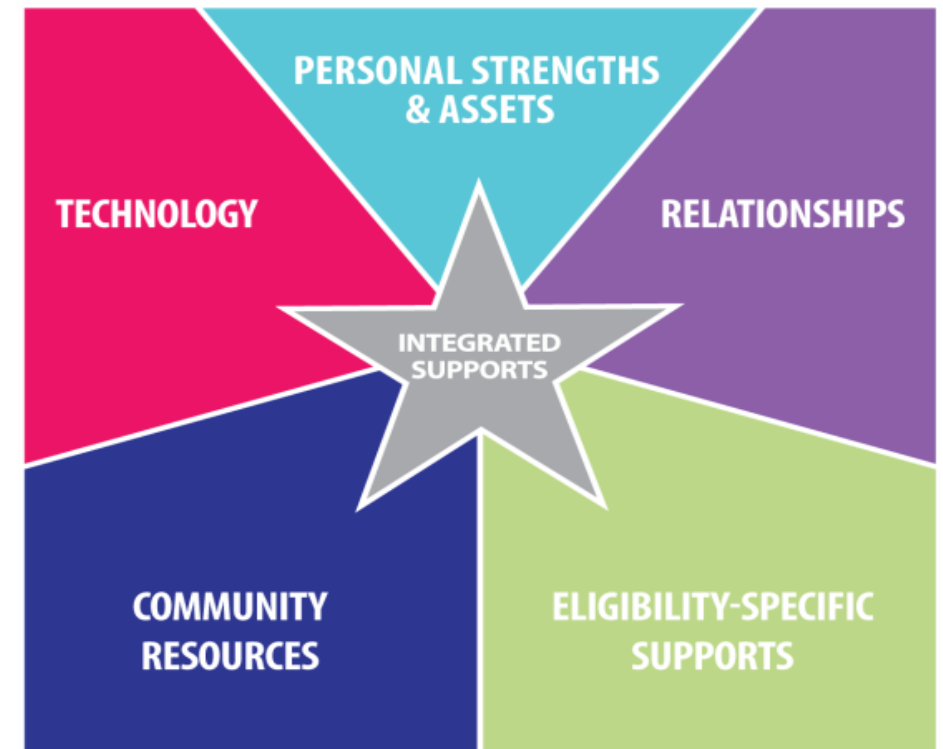 PERSONAL STRENGTHS
& ASSETS
TECHNOLOGY
RELATIONSHIPS
INTEGRATED
SUPPORTS
COMMUNITY
RESOURCES
ELIGIBILITY-SPECIFIC
SUPPORTS